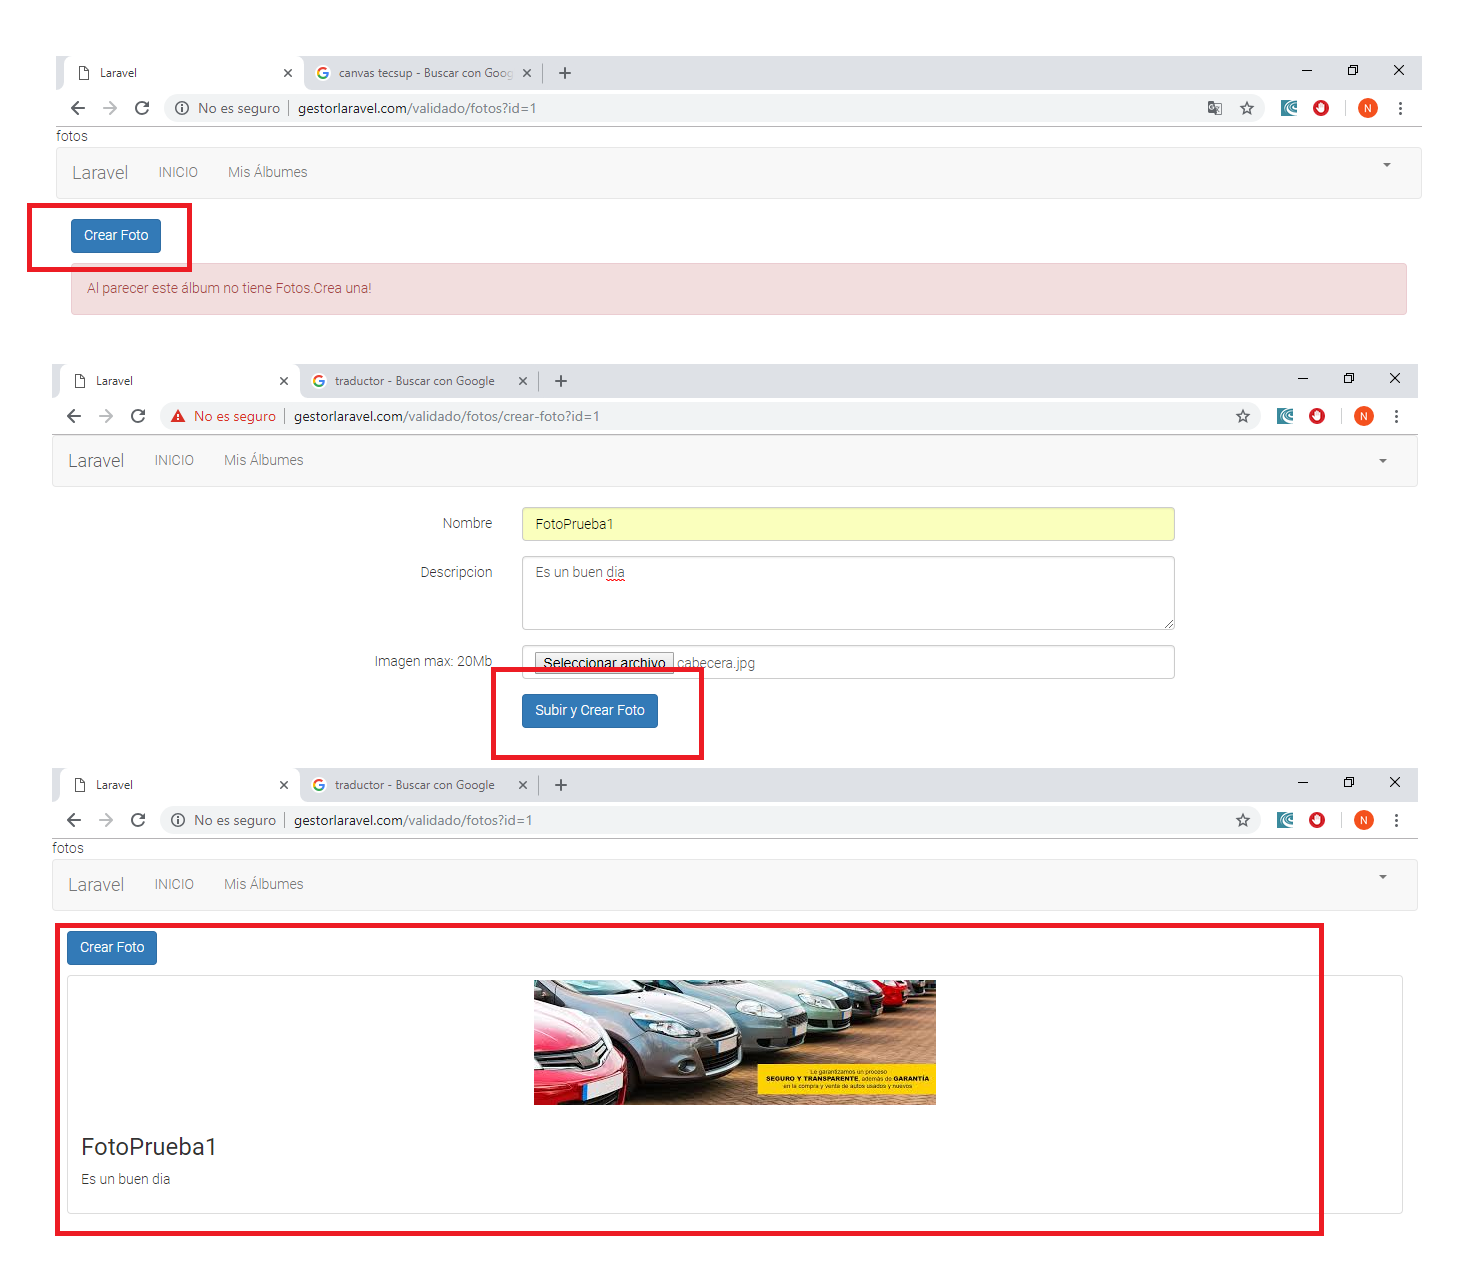 Laravel
canvas tecsup - Buscar con Goog
No es seguro
gestorlaravel.com/validado/fotos?id=1
N
fotos
Laravel INICIO Mis Álbumes
Crear Foto
Al parecer este álbum no tiene Fotos.Crea una!
Laravel
traductor - Buscar con Google
No es seguro
gestorlaravel.com/validado/fotos/crear-foto?id=1
N
Laravel INICIO Mis Álbumes
Nombre FotoPrueba1
Descripcion Es un buen dia
Imagen max: 20Mb Seleccionar archivo cabecera.jpg
Subir y Crear Foto
Laravel
traductor - Buscar con Google
No es seguro
gestorlaravel.com/validado/fotos?id=1
N
fotos
Laravel INICIO Mis Álbumes
Crear Foto
Le garantizamos un proceso
SEGURO Y TRANSPARENTE, además de GARANTÍA
en la compra y venta de autos usados y nuevos
FotoPrueba1
Es un buen dia